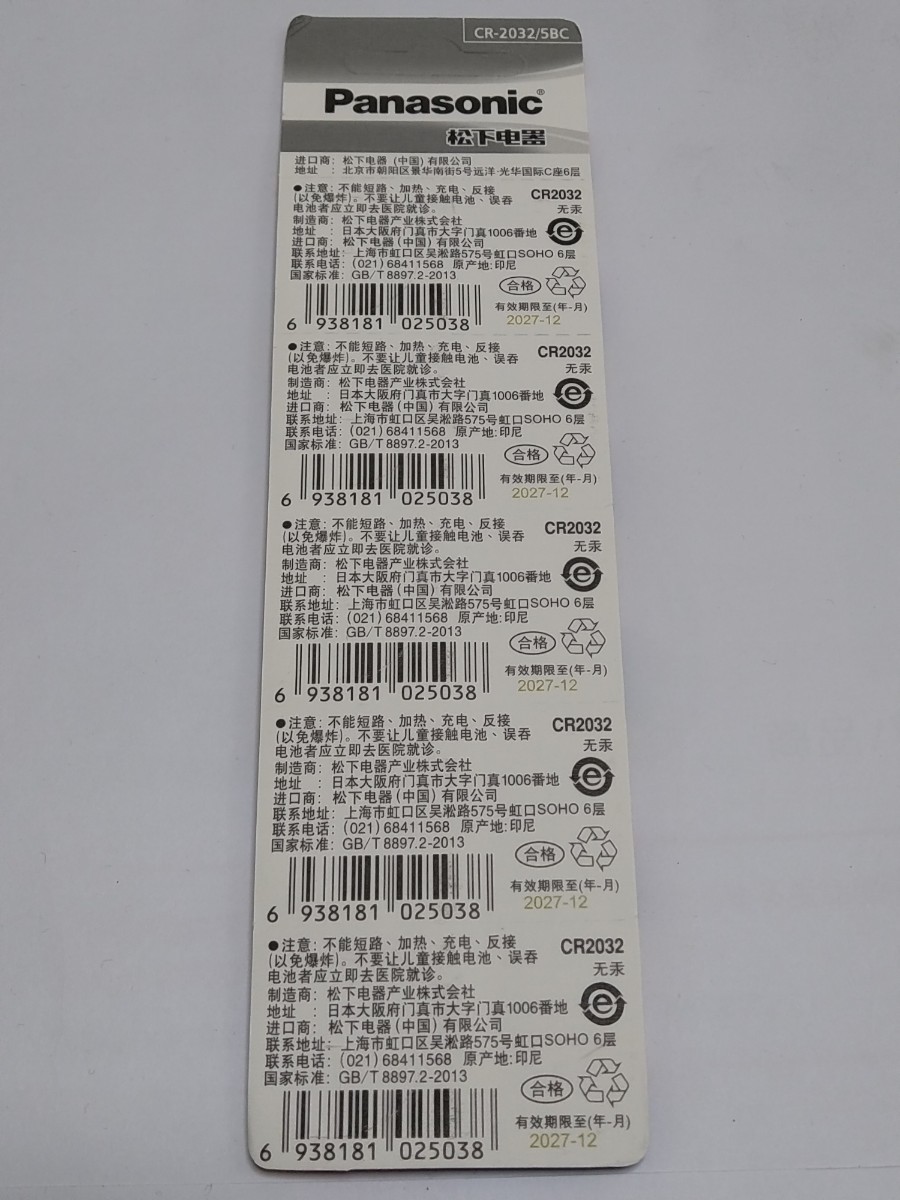 CR-2032/5BC
Panasonic®
松下电器
进口商：松下电器（中国）有限公司
地址 ：北京市朝阳区景华南街5号远洋·光华国际C座6层
●注意：不能短路、加热、充电、反接
(以免爆炸)。不要让儿童接触电池、误吞
电池者应立即去医院就诊。
制造商：松下电器产业株式会社
地址 ：日本大阪府门真市大字门真1006番地
进口商：松下电器(中国)有限公司
联系地址：上海市虹口区吴淞路575号虹口SOHO 6层
联系电话：(021)68411568 原产地:印尼
国家标准：GB/T 8897.2-2013
CR2032
无汞
e
合格
有效期限至(年-月)
2027-12
6 938181 025038
●注意：不能短路、加热、充电、反接
(以免爆炸)。不要让儿童接触电池、误吞
电池者应立即去医院就诊。
制造商：松下电器产业株式会社
地址 ：日本大阪府门真市大字门真1006番地
进口商：松下电器(中国)有限公司
联系地址：上海市虹口区吴淞路575号虹口SOHO 6层
联系电话：(021)68411568 原产地:印尼
国家标准：GB/T 8897.2-2013
CR2032
无汞
e
合格
有效期限至(年-月)
2027-12
6 938181 025038
●注意：不能短路、加热、充电、反接
(以免爆炸)。不要让儿童接触电池、误吞
电池者应立即去医院就诊。
制造商：松下电器产业株式会社
地址 ：日本大阪府门真市大字门真1006番地
进口商：松下电器(中国)有限公司
联系地址：上海市虹口区吴淞路575号虹口SOHO 6层
联系电话：(021)68411568 原产地:印尼
国家标准：GB/T 8897.2-2013
CR2032
无汞
e
合格
有效期限至(年-月)
2027-12
6 938181 025038
●注意：不能短路、加热、充电、反接
(以免爆炸)。不要让儿童接触电池、误吞
电池者应立即去医院就诊。
制造商：松下电器产业株式会社
地址 ：日本大阪府门真市大字门真1006番地
进口商：松下电器(中国)有限公司
联系地址：上海市虹口区吴淞路575号虹口SOHO 6层
联系电话：(021)68411568 原产地:印尼
国家标准：GB/T 8897.2-2013
CR2032
无汞
e
合格
有效期限至(年-月)
2027-12
6 938181 025038
●注意：不能短路、加热、充电、反接
(以免爆炸)。不要让儿童接触电池、误吞
电池者应立即去医院就诊。
制造商：松下电器产业株式会社
地址 ：日本大阪府门真市大字门真1006番地
进口商：松下电器(中国)有限公司
联系地址：上海市虹口区吴淞路575号虹口SOHO 6层
联系电话：(021)68411568 原产地:印尼
国家标准：GB/T 8897.2-2013
CR2032
无汞
e
合格
有效期限至(年-月)
2027-12
6 938181 025038